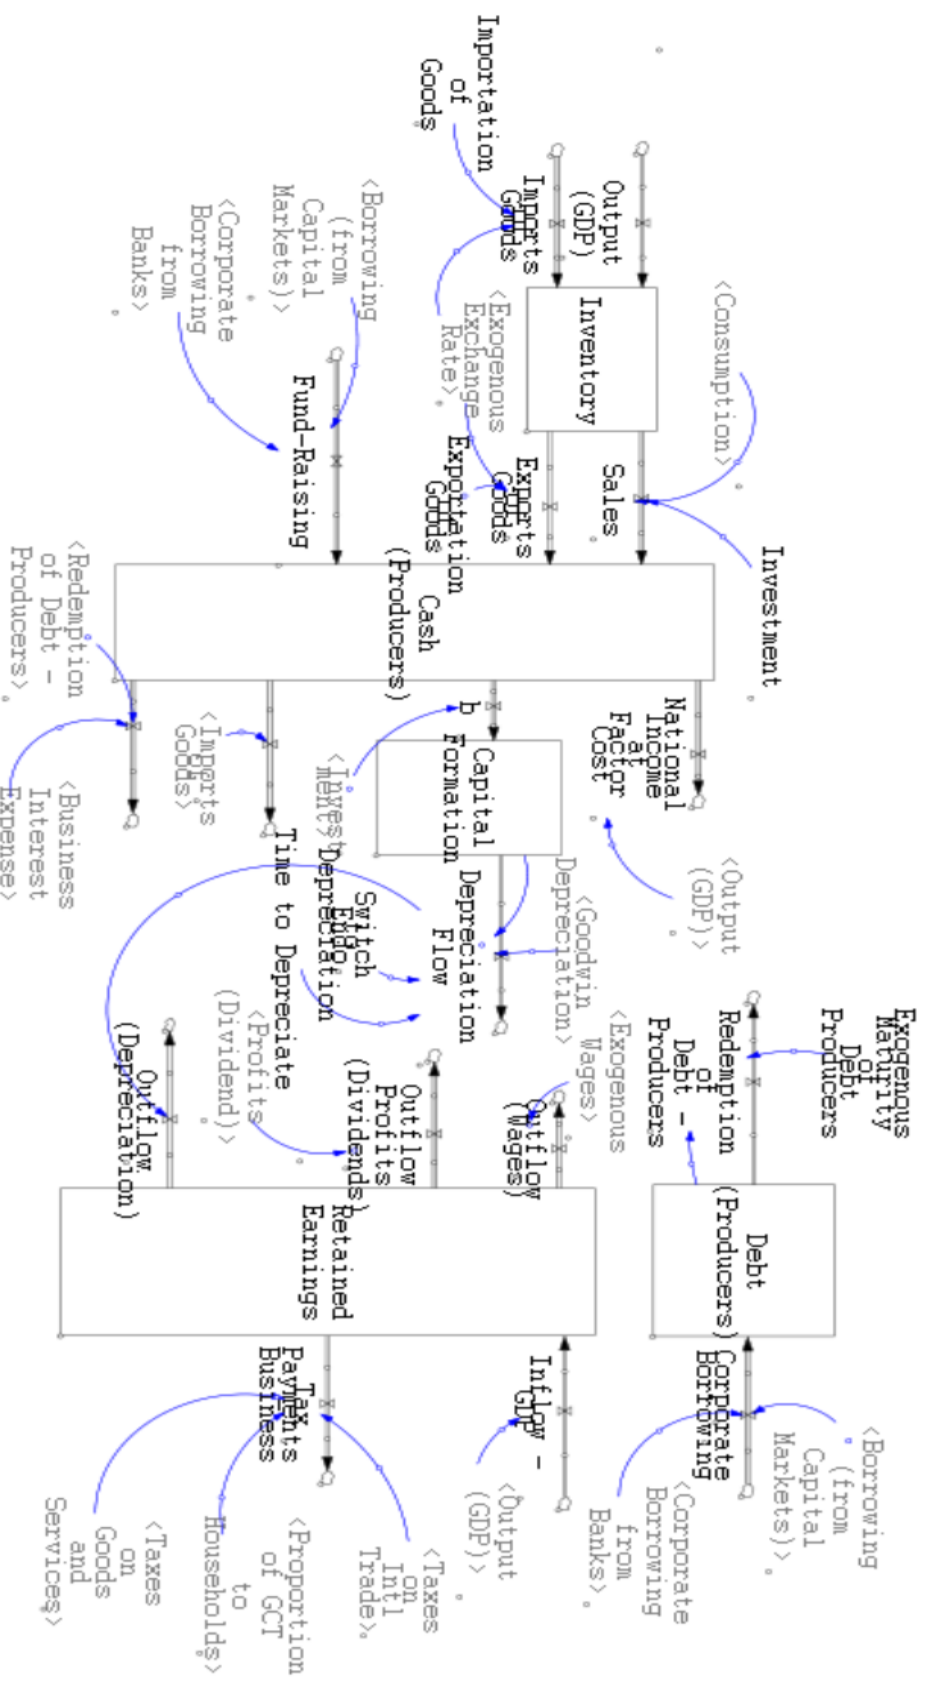 Importation
of
Goods
Output
(GDP)
Imports
Goods
Inventory
<Consumption>
<Exogenous
Exchange
Rate>
Sales
Exports
Goods
Exportation
Goods
Investment
<Borrowing
(from
Capital
Markets)>
<Corporate
Borrowing
from
Banks>
Fund-Raising
Cash
(Producers)
<Redemption
of Debt -
Producers>
<Business
Interest
Expense>
<Imports
Goods>
b
<Invest
ment>
National
Income
at
Factor
Cost
<Output
(GDP)>
Capital
Formation
Depreciation
Flow
<Goodwin
Depreciation>
Switch
Endo.
Depreciation
Time to Depreciate
Exogenous
Maturity
of
Debt
Producers
Redemption
of
Debt -
Producers
Debt
(Producers)
Corporate
Borrowing
<Borrowing
(from
Capital
Markets)>
<Corporate
Borrowing
from
Banks>
<Exogenous
Wages>
Outflow
(Wages)
Outflow
Profits
(Dividends)
<Profits
(Dividend)>
Outflow
(Depreciation)
Retained
Earnings
Inflow -
GDP
<Output
(GDP)>
Tax
Payments
Business
<Taxes
on
Intl
Trade>
<Proportion
of GCT
to
Households>
<Taxes
on
Goods
and
Services>